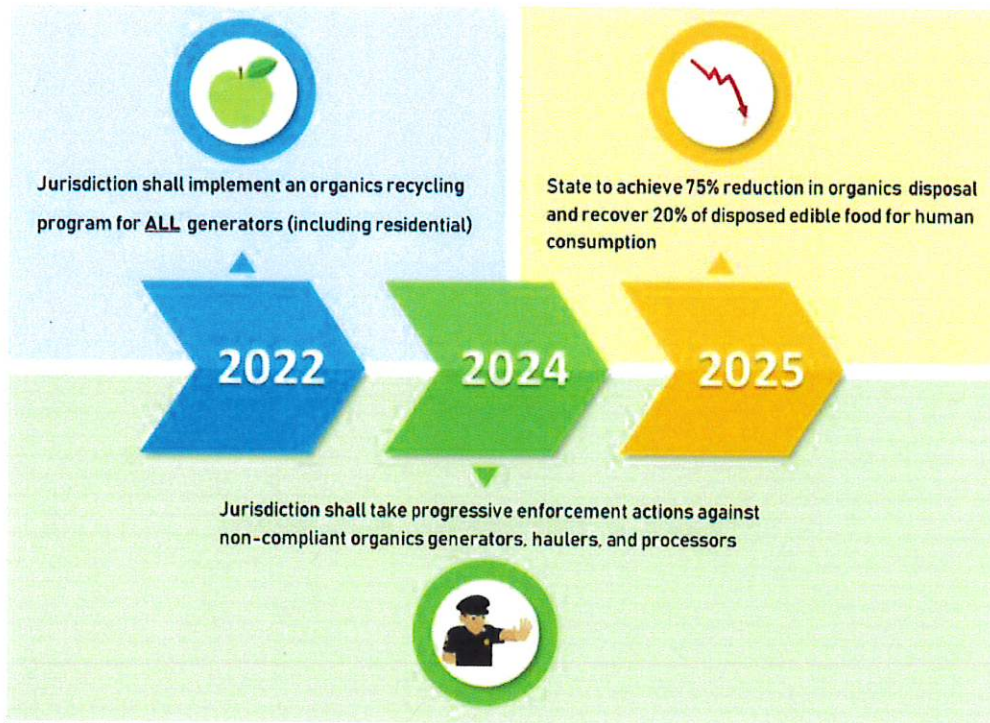 Jurisdiction shall implement an organics recycling
program for ALL generators (including residential)
State to achieve 75% reduction in organics disposal
and recover 20% of disposed edible food for human
consumption
2022
2024
2025
Jurisdiction shall take progressive enforcement actions against
non-compliant organics generators, haulers, and processors